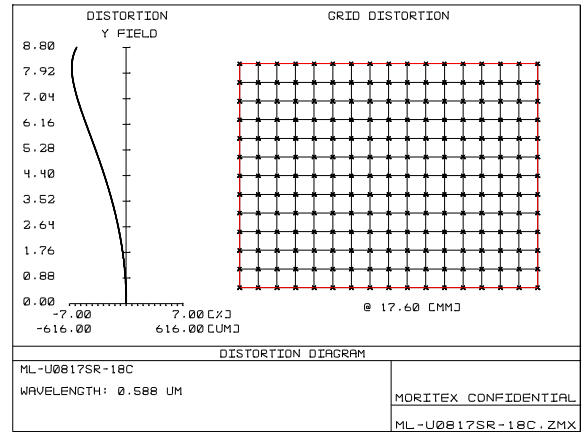 DISTORTION
Y FIELD
8.80
7.92
7.04
6.16
5.28
4.40
3.52
2.64
1.76
0.88
0.00
-7.00 7.00 [%]
-616.00 616.00 [UM]
GRID DISTORTION
@ 17.60 [MM]
DISTORTION DIAGRAM
ML-U0817SR-18C
WAVELENGTH: 0.588 UM
MORITEX CONFIDENTIAL
ML-U0817SR-18C.ZMX